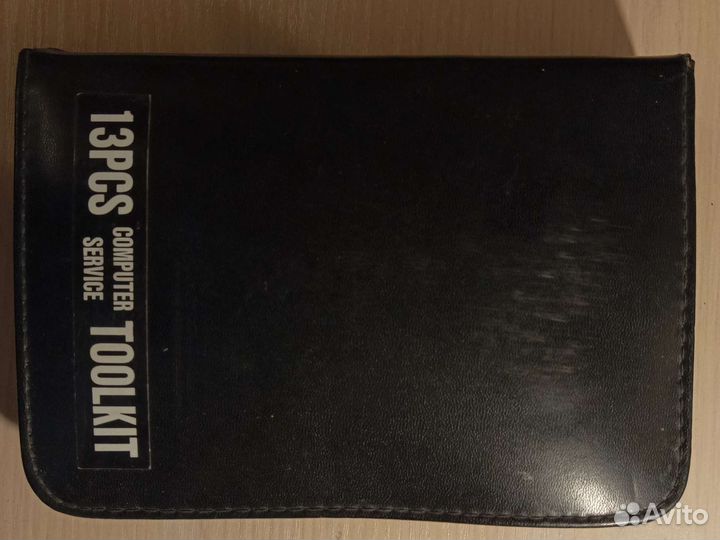 13PCS COMPUTER SERVICE TOOLKIT
Avito